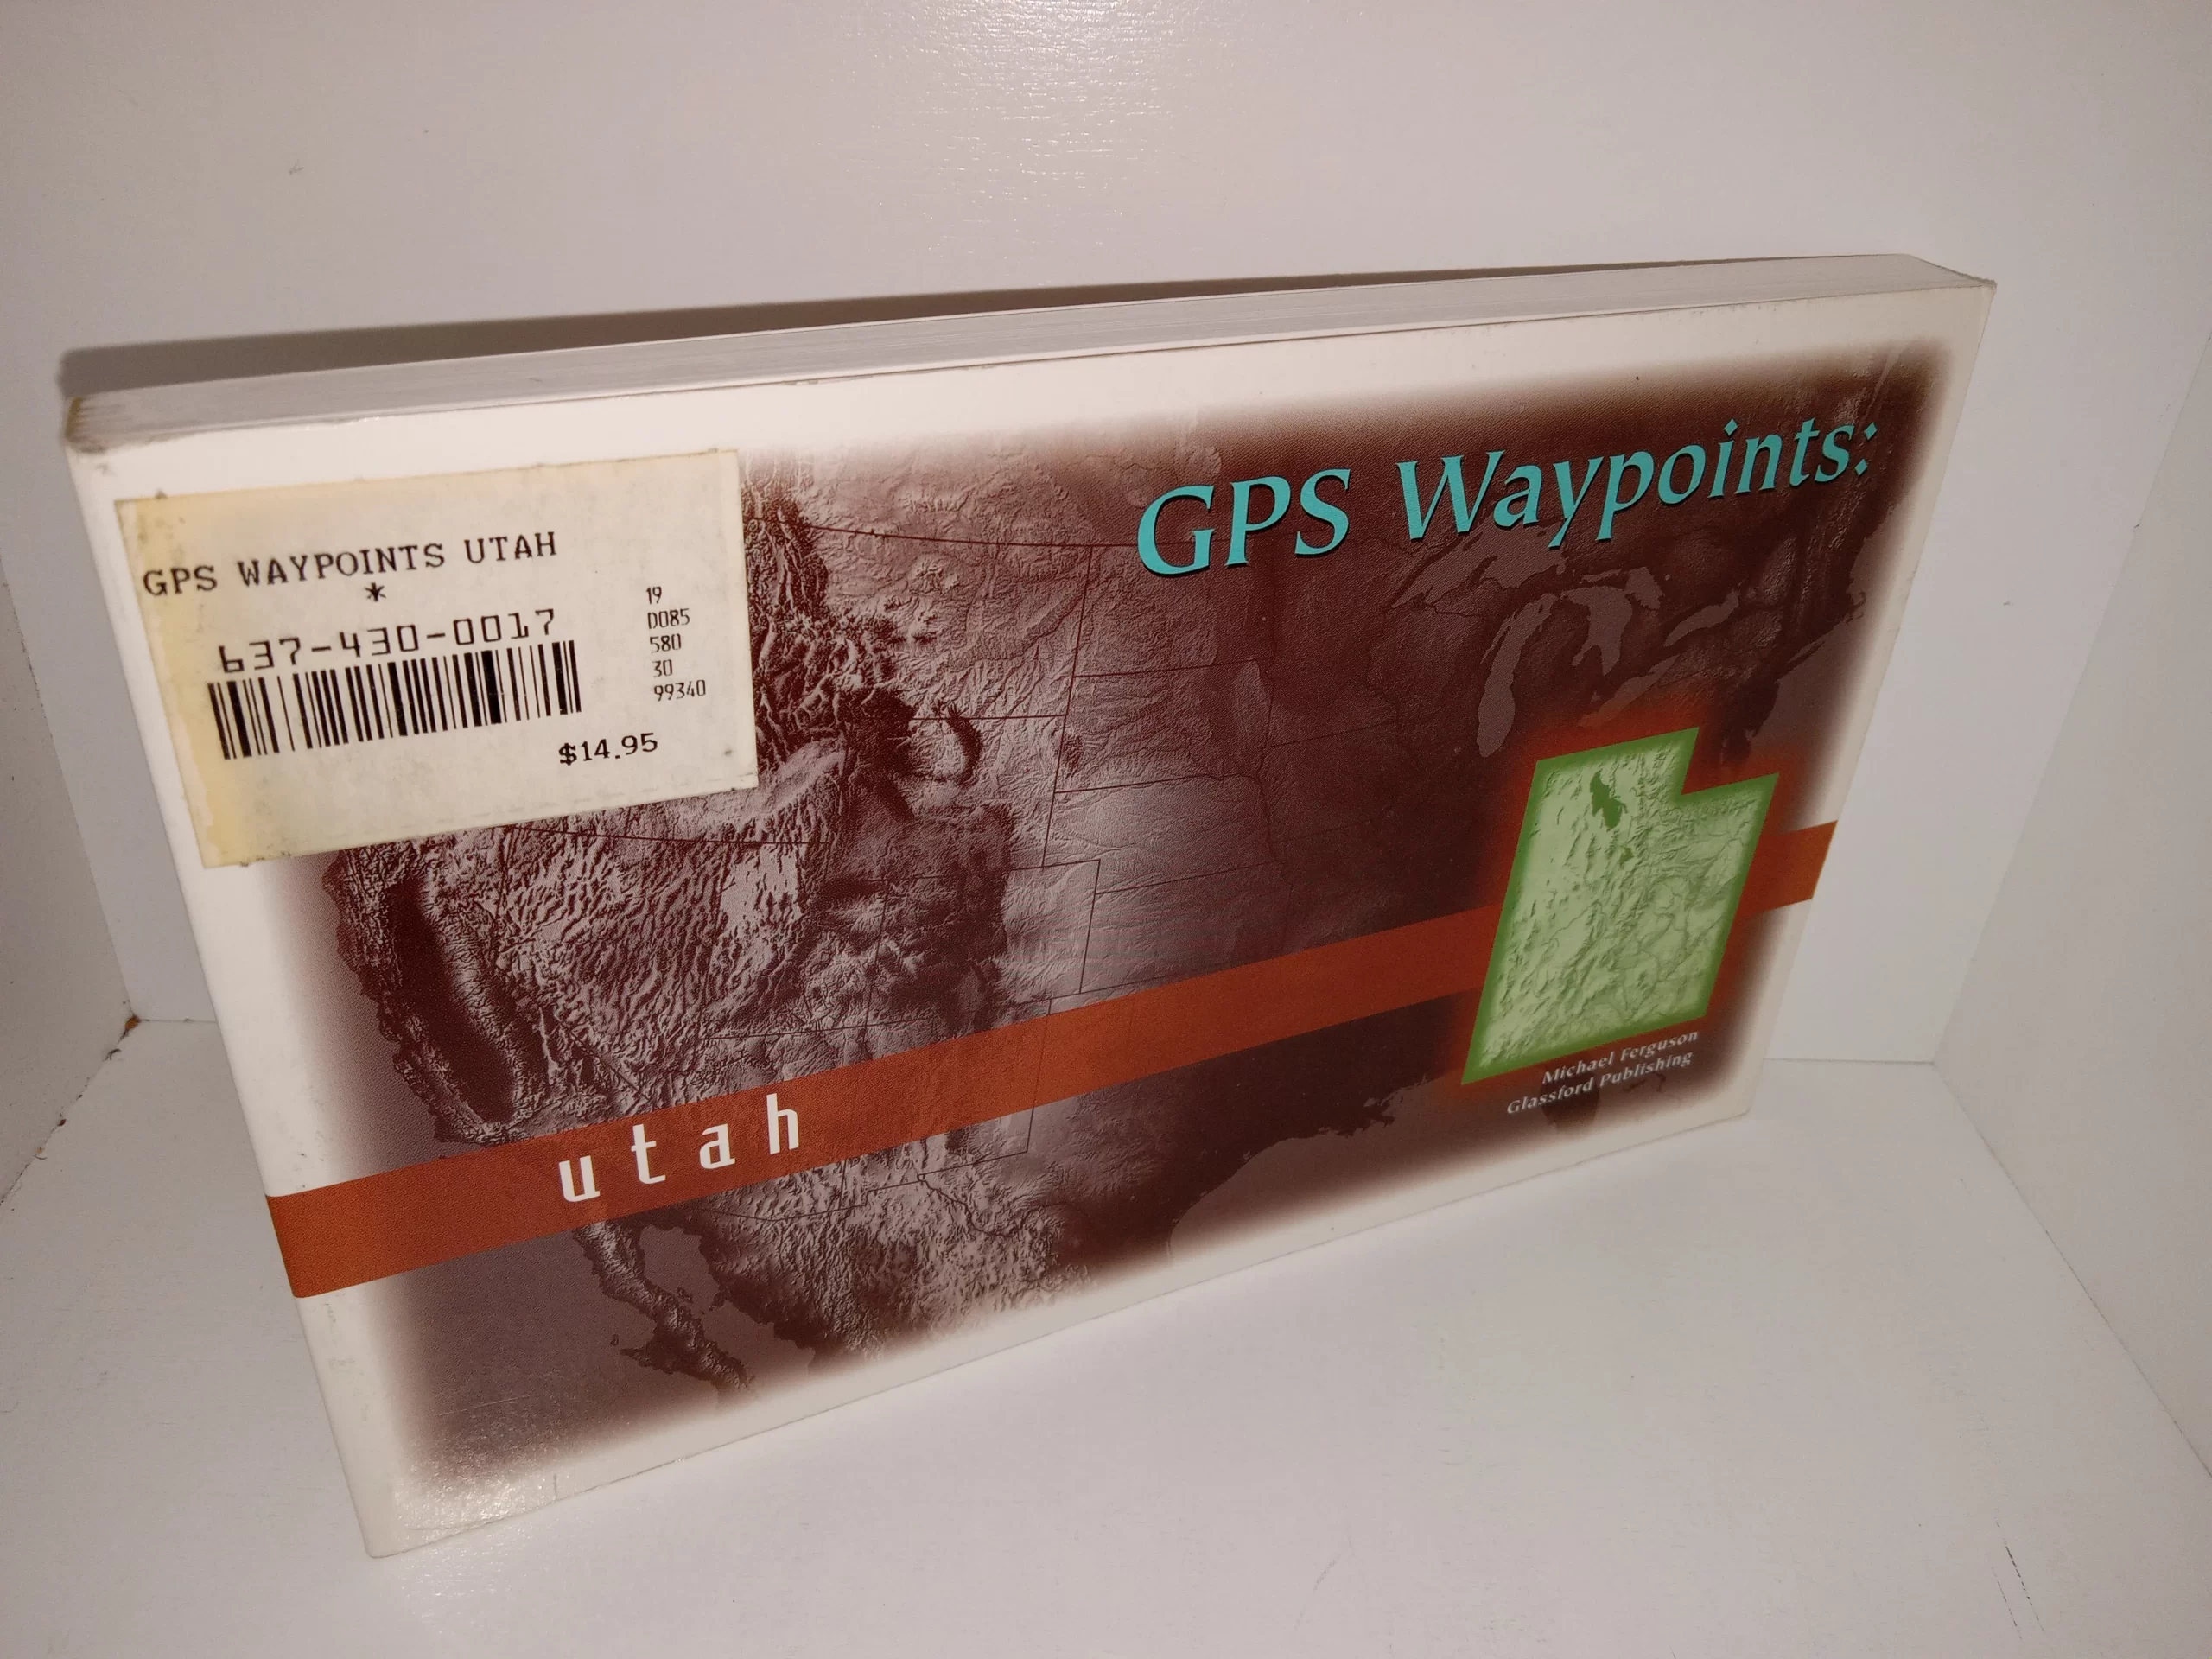 GPS WAYPOINTS UTAH
*
637-430-0017
19
D085
580
30
99340
$14.95
GPS Waypoints:
utah
Michael Ferguson
Glassford Publishing